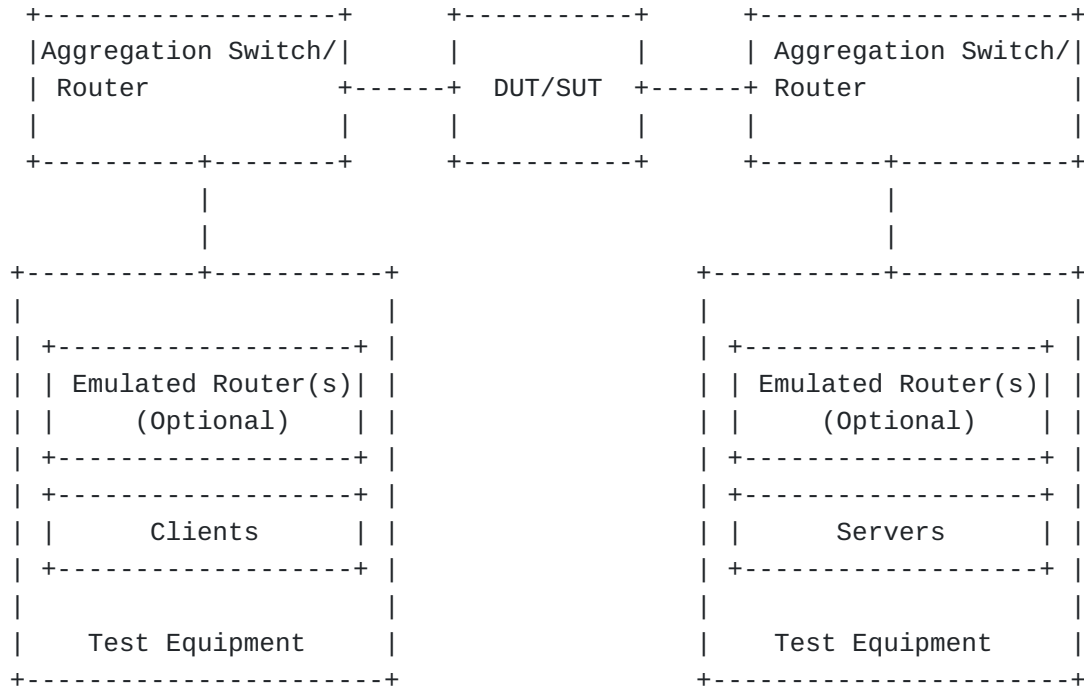 Aggregation Switch/
Router
DUT/SUT
Aggregation Switch/
Router
Emulated Router(s)
(Optional)
Clients
Test Equipment
Emulated Router(s)
(Optional)
Servers
Test Equipment